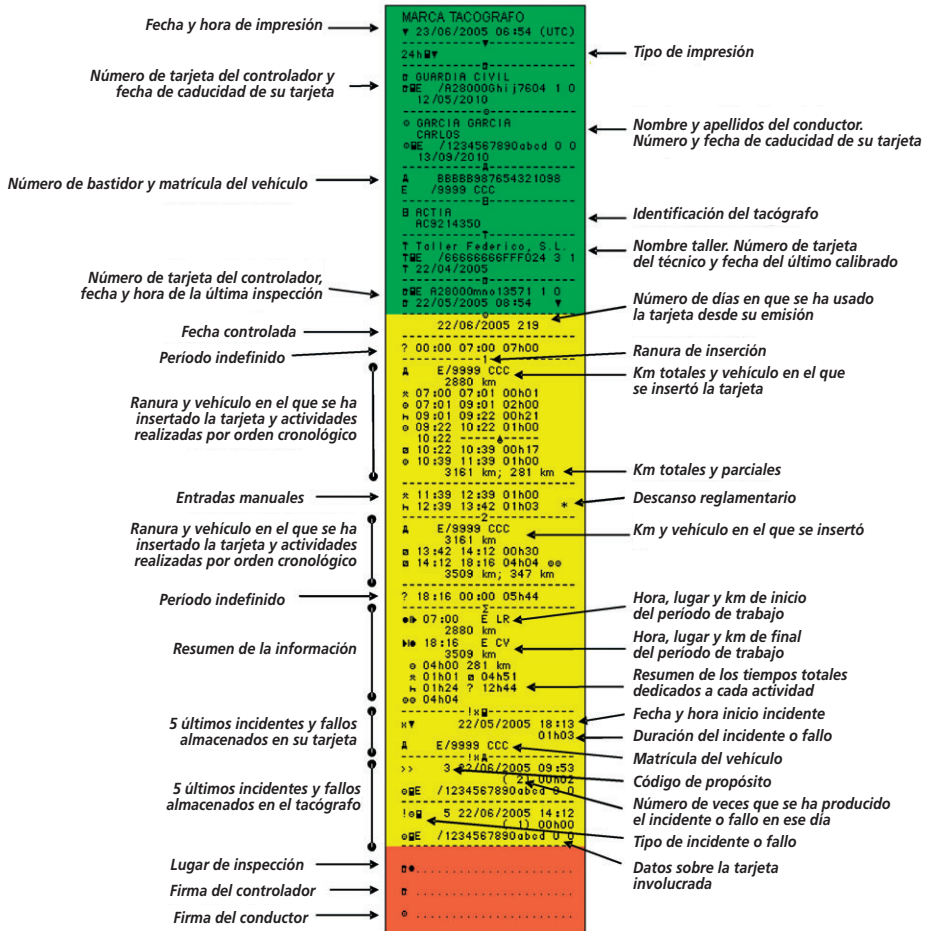 MARCA TACOGRAFO
▼ 23/06/2005 06:54 (UTC)
24h▼
GUARDIA CIVIL
E /A28000Ghij7604 1 0
12/05/2010
GARCIA GARCIA
CARLOS
E /1234567890abcd 0 0
13/09/2010
A BBBBB987654321098
E /9999 CCC
B ACTIA
AC9214350
T Taller Federico, S.L.
T E /66666666FFF024 3 1
T 22/04/2005
E A28000mno13571 1 0
22/05/2005 08:54 ▼
22/06/2005 219
? 00:00 07:00 07h00
1
A E/9999 CCC
2880 km
07:00 07:01 00h01
07:01 09:01 02h00
09:01 09:22 00h21
09:22 10:22 01h00
10:22
10:22 10:39 00h17
10:39 11:39 01h00
3161 km; 281 km
11:39 12:39 01h00
12:39 13:42 01h03 *
2
A E/9999 CCC
3161 km
13:42 14:12 00h30
14:12 18:16 04h04
3509 km; 347 km
? 18:16 00:00 05h44
Σ
07:00 E LR
2880 km
18:16 E CY
3509 km
04h00 281 km
01h01 04h51
01h24 ? 12h44
04h04
!x
x▼ 22/05/2005 18:13
01h03
A E/9999 CCC
!xA
>> 3 22/06/2005 09:53
( 2) 00h02
E /1234567890abcd 0 0
! 5 22/06/2005 14:12
( 1) 00h00
E /1234567890abcd 0 0
Fecha y hora de impresión
Número de tarjeta del controlador y
fecha de caducidad de su tarjeta
Número de bastidor y matrícula del vehículo
Número de tarjeta del controlador,
fecha y hora de la última inspección
Fecha controlada
Período indefinido
Ranura y vehículo en el que se ha
insertado la tarjeta y actividades
realizadas por orden cronológico
Entradas manuales
Ranura y vehículo en el que se ha
insertado la tarjeta y actividades
realizadas por orden cronológico
Período indefinido
Resumen de la información
5 últimos incidentes y fallos
almacenados en su tarjeta
5 últimos incidentes y fallos
almacenados en el tacógrafo
Lugar de inspección
Firma del controlador
Firma del conductor
Tipo de impresión
Nombre y apellidos del conductor.
Número y fecha de caducidad de su tarjeta
Identificación del tacógrafo
Nombre taller. Número de tarjeta
del técnico y fecha del último calibrado
Número de días en que se ha usado
la tarjeta desde su emisión
Ranura de inserción
Km totales y vehículo en el que
se insertó la tarjeta
Km totales y parciales
Descanso reglamentario
Km y vehículo en el que se insertó
Hora, lugar y km de inicio
del período de trabajo
Hora, lugar y km de final
del período de trabajo
Resumen de los tiempos totales
dedicados a cada actividad
Fecha y hora inicio incidente
Duración del incidente o fallo
Matrícula del vehículo
Código de propósito
Número de veces que se ha producido
el incidente o fallo en ese día
Tipo de incidente o fallo
Datos sobre la tarjeta
involucrada